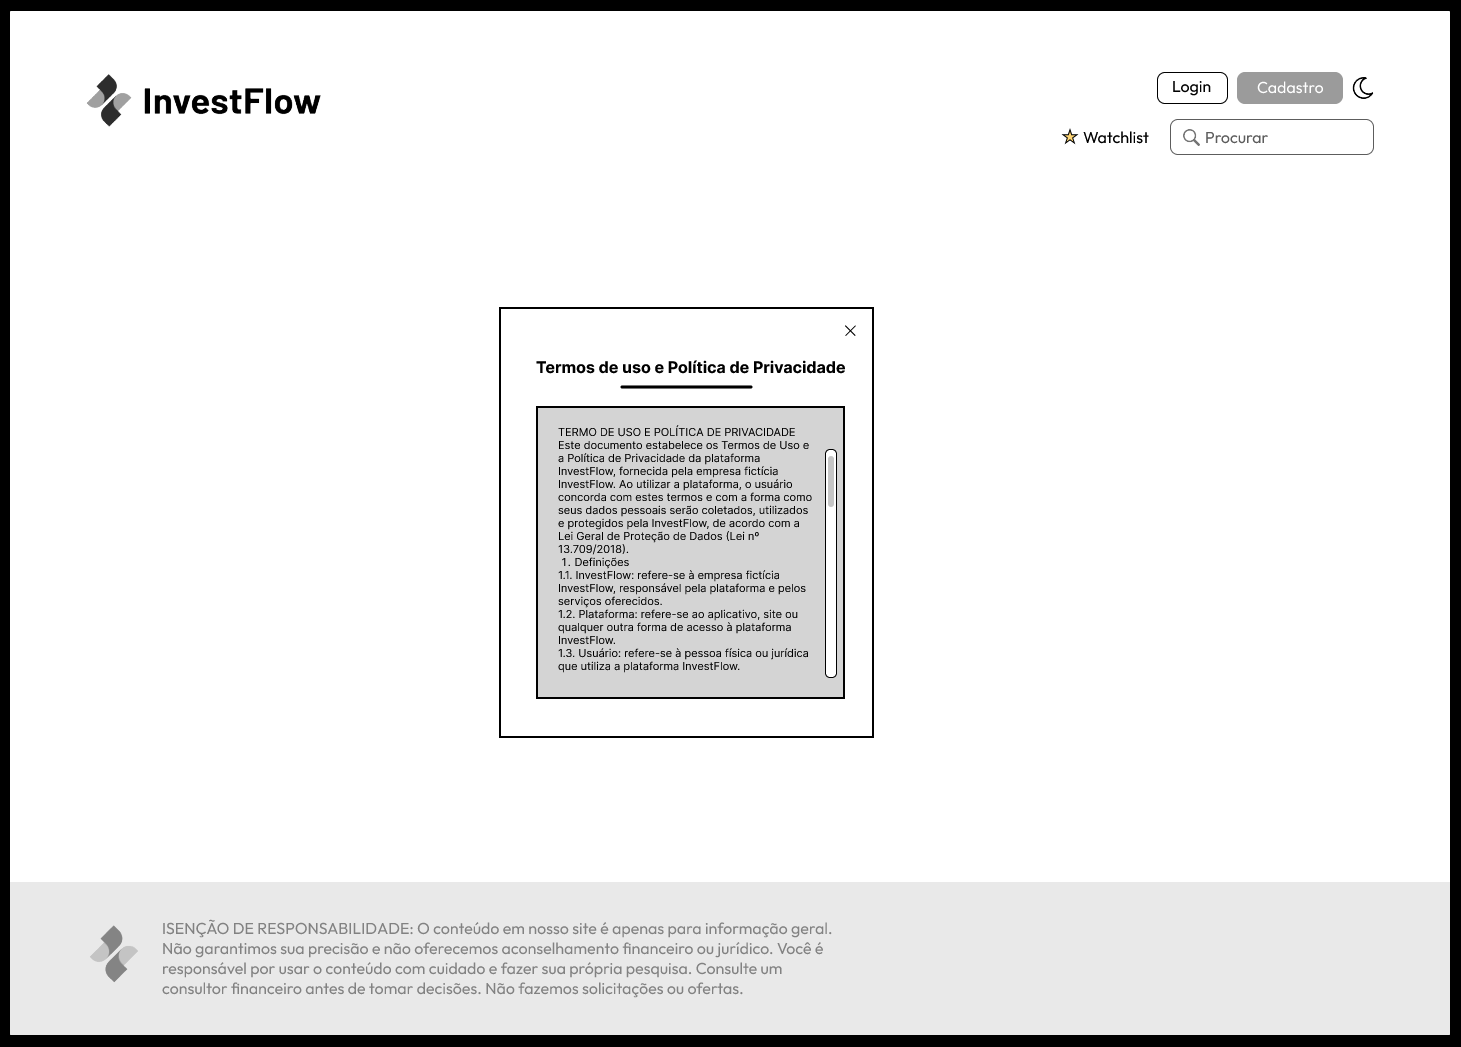 InvestFlow
Login
Cadastro
Watchlist
Procurar
Termos de uso e Política de Privacidade
TERMO DE USO E POLÍTICA DE PRIVACIDADE
Este documento estabelece os Termos de Uso e
a Política de Privacidade da plataforma
InvestFlow, fornecida pela empresa fictícia
InvestFlow. Ao utilizar a plataforma, o usuário
concorda com estes termos e com a forma como
seus dados pessoais serão coletados, utilizados
e protegidos pela InvestFlow, de acordo com a
Lei Geral de Proteção de Dados (Lei nº
13.709/2018).
1. Definições
1.1. InvestFlow: refere-se à empresa fictícia
InvestFlow, responsável pela plataforma e pelos
serviços oferecidos.
1.2. Plataforma: refere-se ao aplicativo, site ou
qualquer outra forma de acesso à plataforma
InvestFlow.
1.3. Usuário: refere-se à pessoa física ou jurídica
que utiliza a plataforma InvestFlow.
ISENÇÃO DE RESPONSABILIDADE: O conteúdo em nosso site é apenas para informação geral.
Não garantimos sua precisão e não oferecemos aconselhamento financeiro ou jurídico. Você é
responsável por usar o conteúdo com cuidado e fazer sua própria pesquisa. Consulte um
consultor financeiro antes de tomar decisões. Não fazemos solicitações ou ofertas.